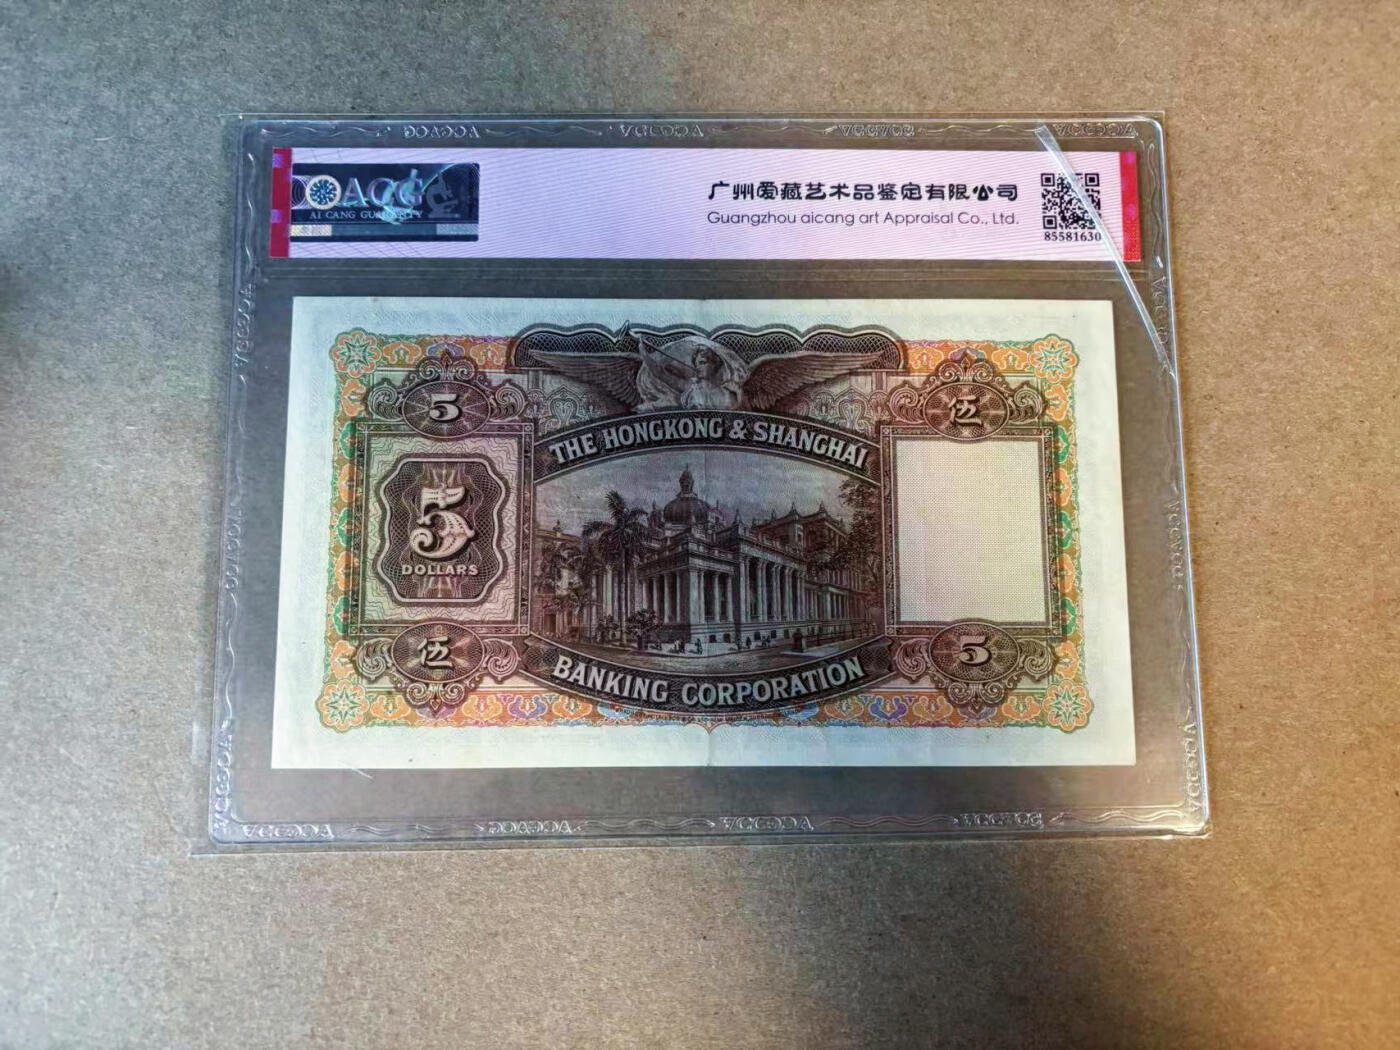 ACG
AI CANG GUARANTY
广州爱藏艺术品鉴定有限公司
Guangzhou aicang art Appraisal Co., Ltd.
85581630
5
伍
THE HONGKONG & SHANGHAI
5
DOLLARS
伍
5
BANKING CORPORATION